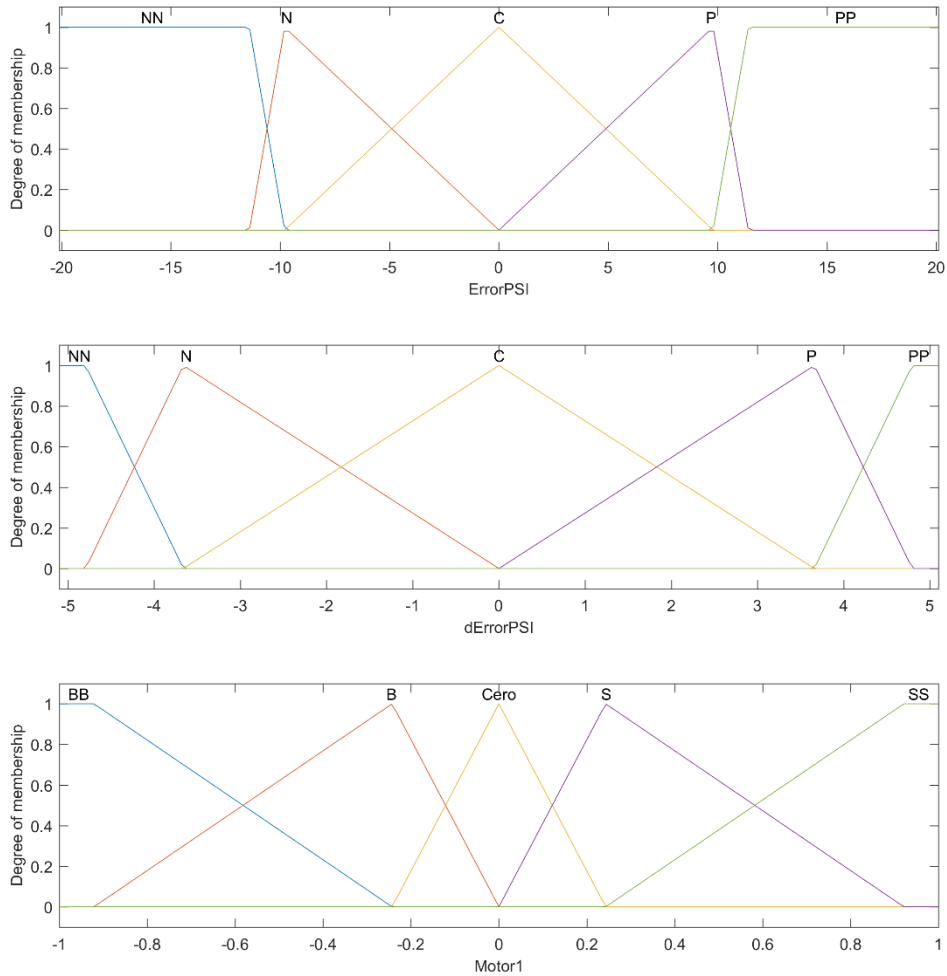 NN N C P PP
1
0.8
0.6
0.4
0.2
0
Degree of membership
-20 -15 -10 -5 0 5 10 15 20
ErrorPSI
NN N C P PP
1
0.8
0.6
0.4
0.2
0
Degree of membership
-5 -4 -3 -2 -1 0 1 2 3 4 5
dErrorPSI
BB B Cero S SS
1
0.8
0.6
0.4
0.2
0
Degree of membership
-1 -0.8 -0.6 -0.4 -0.2 0 0.2 0.4 0.6 0.8 1
Motor1